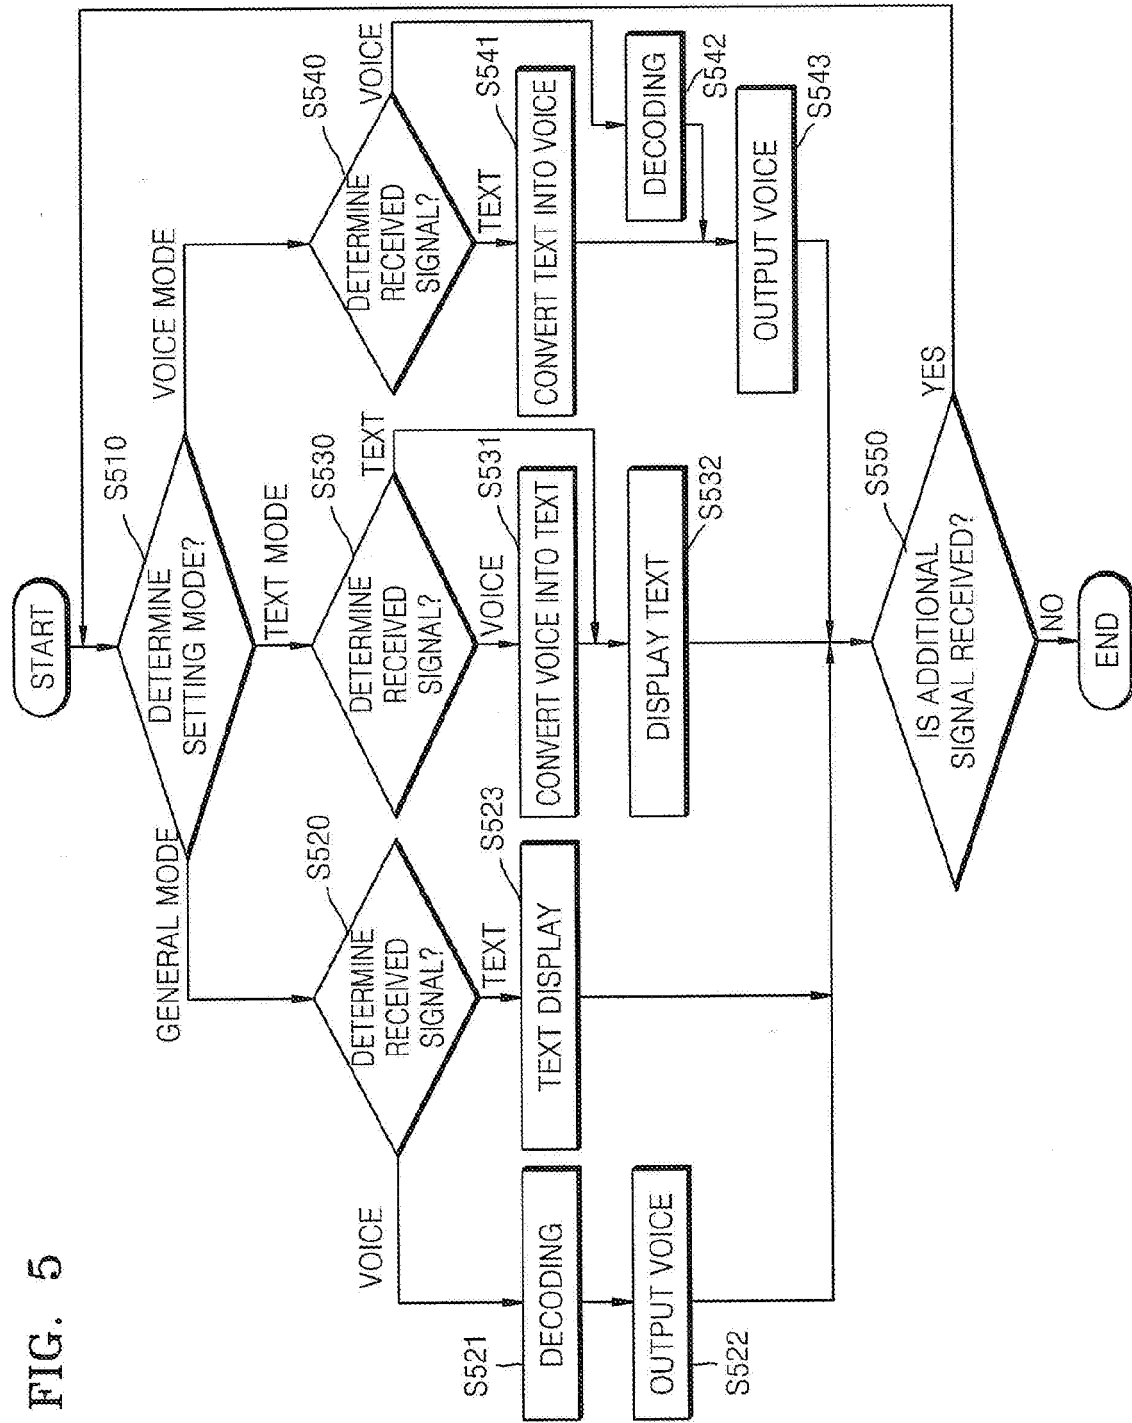 FIG. 5
START
DETERMINE
SETTING MODE?
S510
GENERAL MODE
TEXT MODE
VOICE MODE
DETERMINE
RECEIVED
SIGNAL?
S520
VOICE
TEXT
S521
DECODING
OUTPUT VOICE
S522
S523
TEXT DISPLAY
DETERMINE
RECEIVED
SIGNAL?
S530
TEXT
VOICE
S531
CONVERT VOICE INTO TEXT
DISPLAY TEXT
S532
DETERMINE
RECEIVED
SIGNAL?
S540
VOICE
TEXT
S541
CONVERT TEXT INTO VOICE
DECODING
S542
OUTPUT VOICE
S543
IS ADDITIONAL
SIGNAL RECEIVED?
S550
YES
NO
END